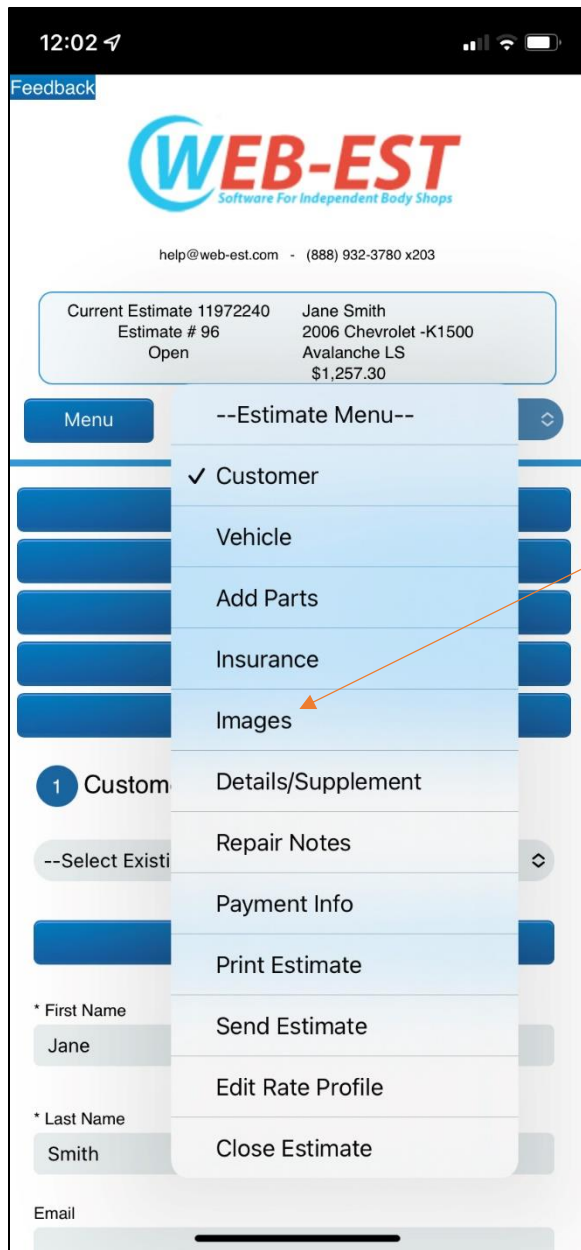 12:02
Feedback
WEB-EST
Software For Independent Body Shops
help@web-est.com - (888) 932-3780 x203
Current Estimate 11972240
Estimate # 96
Open
Jane Smith
2006 Chevrolet -K1500
Avalanche LS
$1,257.30
Menu
--Estimate Menu--
✓ Customer
Vehicle
Add Parts
Insurance
Images
Details/Supplement
Repair Notes
Payment Info
Print Estimate
Send Estimate
Edit Rate Profile
Close Estimate
1 Custom
--Select Existi
* First Name
Jane
* Last Name
Smith
Email